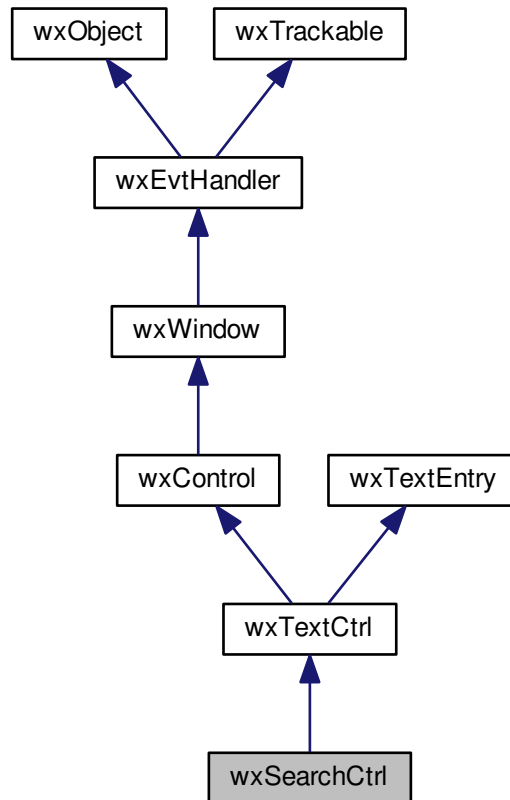 wxObject
wxTrackable
wxEvtHandler
wxWindow
wxControl
wxTextEntry
wxTextCtrl
wxSearchCtrl